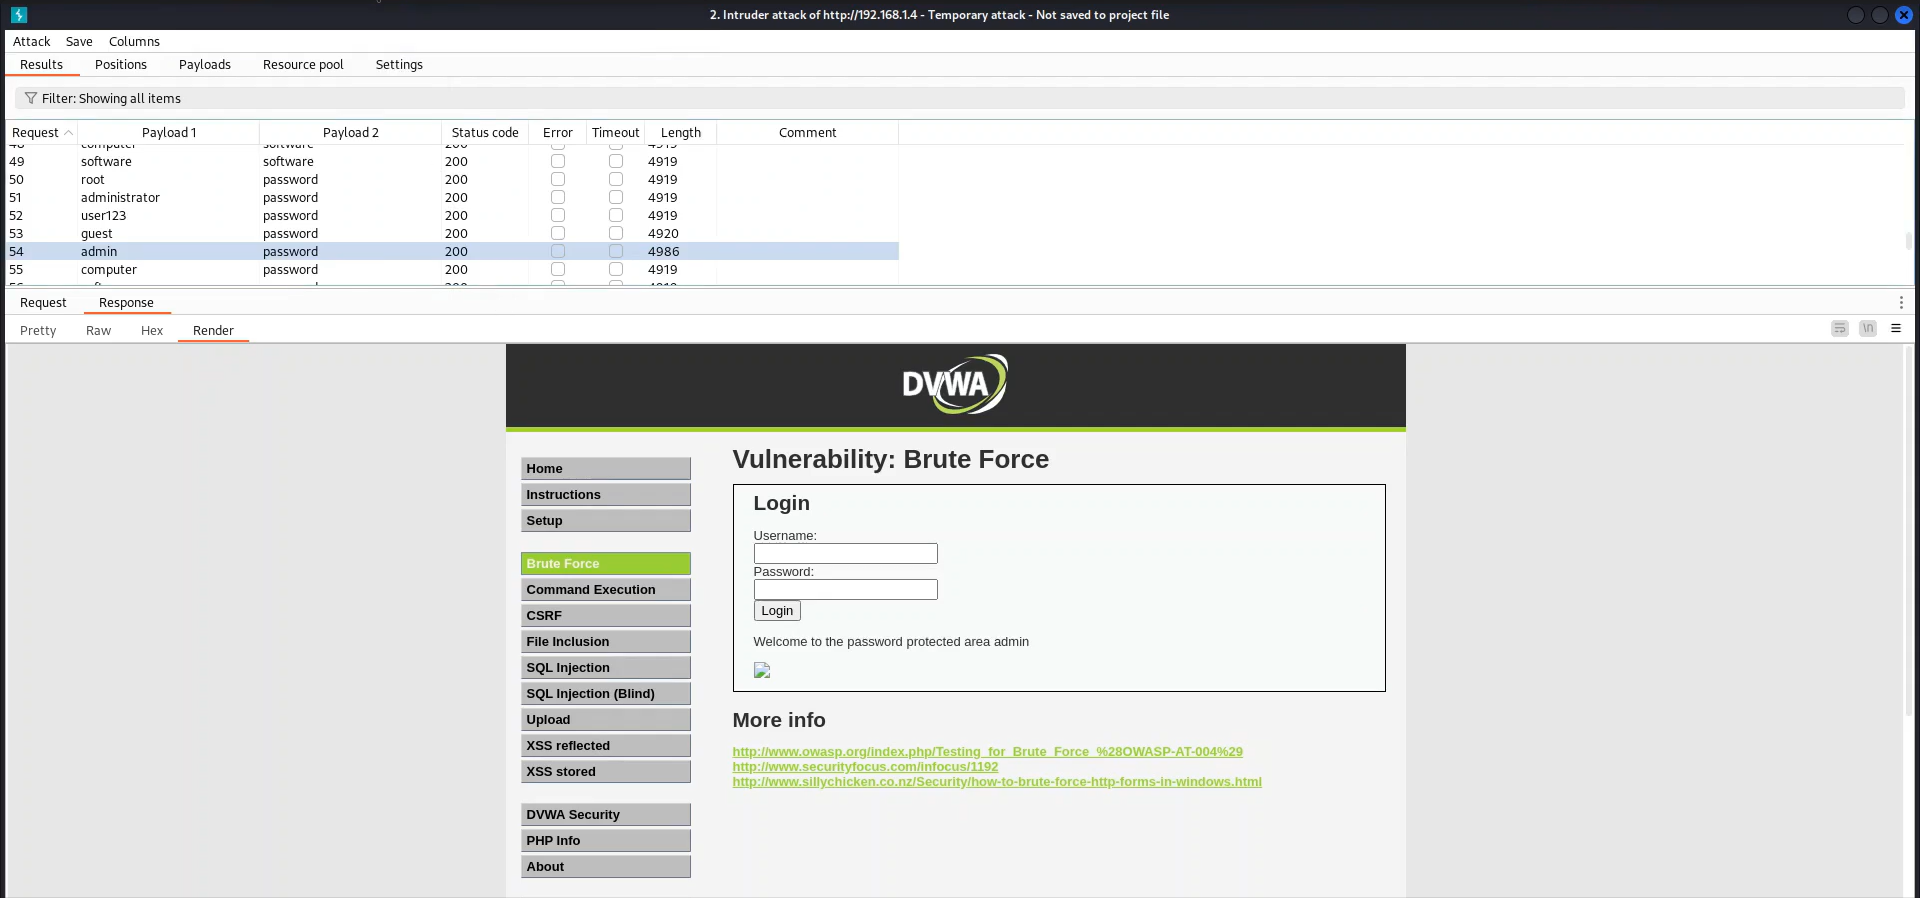 2. Intruder attack of http://192.168.1.4 - Temporary attack - Not saved to project file
Attack Save Columns
Results Positions Payloads Resource pool Settings
Filter: Showing all items
Request Payload 1 Payload 2 Status code Error Timeout Length Comment
49 software software 200 4919
50 root password 200 4919
51 administrator password 200 4919
52 user123 password 200 4919
53 guest password 200 4920
54 admin password 200 4986
55 computer password 200 4919
Request Response
Pretty Raw Hex Render
\n
DVWA
Home
Instructions
Setup
Brute Force
Command Execution
CSRF
File Inclusion
SQL Injection
SQL Injection (Blind)
Upload
XSS reflected
XSS stored
DVWA Security
PHP Info
About
Vulnerability: Brute Force
Login
Username:
Password:
Login
Welcome to the password protected area admin
More info
http://www.owasp.org/index.php/Testing_for_Brute_Force_%28OWASP-AT-004%29
http://www.securityfocus.com/infocus/1192
http://www.sillychicken.co.nz/Security/how-to-brute-force-http-forms-in-windows.html